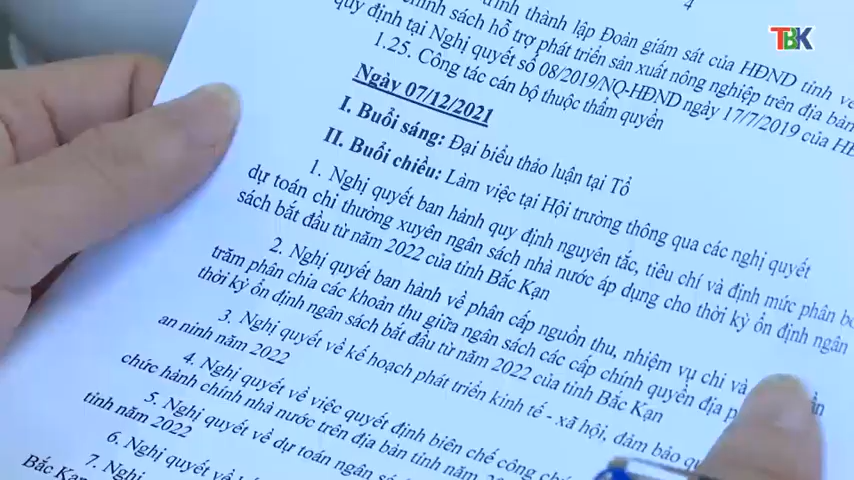 4
TBK
trình thành lập Đoàn giám sát của HĐND tỉnh về
chính sách hỗ trợ phát triển sản xuất nông nghiệp trên địa bàn
quy định tại Nghị quyết số 08/2019/NQ-HĐND ngày 17/7/2019 của
1.25. Công tác cán bộ thuộc thẩm quyền
Ngày 07/12/2021
I. Buổi sáng: Đại biểu thảo luận tại Tổ
II. Buổi chiều: Làm việc tại Hội trường thông qua các nghị quyết
1. Nghị quyết ban hành quy định nguyên tắc, tiêu chí và định mức phân
dự toán chi thường xuyên ngân sách nhà nước áp dụng cho thời kỳ ổn định ngân
sách bắt đầu từ năm 2022 của tỉnh Bắc Kạn
2. Nghị quyết ban hành về phân cấp nguồn thu, nhiệm vụ chi và
trăm phân chia các khoản thu giữa ngân sách các cấp chính quyền địa
thời kỳ ổn định ngân sách bắt đầu từ năm 2022 của tỉnh Bắc Kạn
3. Nghị quyết về kế hoạch phát triển kinh tế - xã hội, đảm bảo
an ninh năm 2022
4. Nghị quyết về việc quyết định biên chế công
chức hành chính nhà nước trên địa bàn tỉnh năm
5. Nghị quyết về dự toán ngân
tỉnh năm 2022
6. Nghị quyết về
Bắc Kạn
7. Nghị